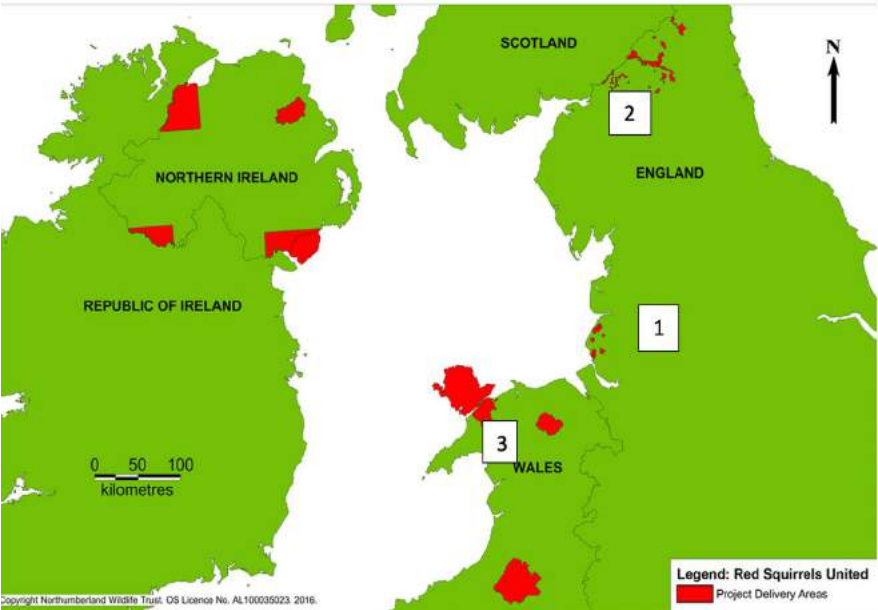 SCOTLAND
N
2
ENGLAND
NORTHERN IRELAND
REPUBLIC OF IRELAND
1
3
WALES
0 50 100
kilometres
Legend: Red Squirrels United
Project Delivery Areas
Copyright Northumberland Wildlife Trust. OS Licence No. AL100035023. 2016.